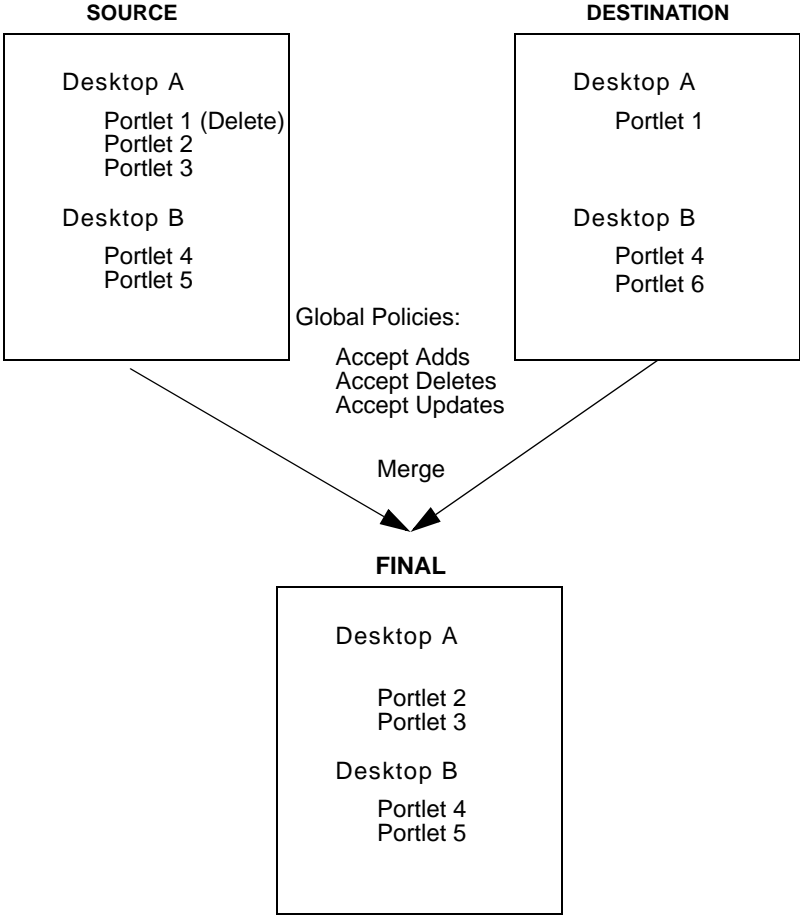 SOURCE
Desktop A
Portlet 1 (Delete)
Portlet 2
Portlet 3
Desktop B
Portlet 4
Portlet 5
DESTINATION
Desktop A
Portlet 1
Desktop B
Portlet 4
Portlet 6
Global Policies:
Accept Adds
Accept Deletes
Accept Updates
Merge
FINAL
Desktop A
Portlet 2
Portlet 3
Desktop B
Portlet 4
Portlet 5